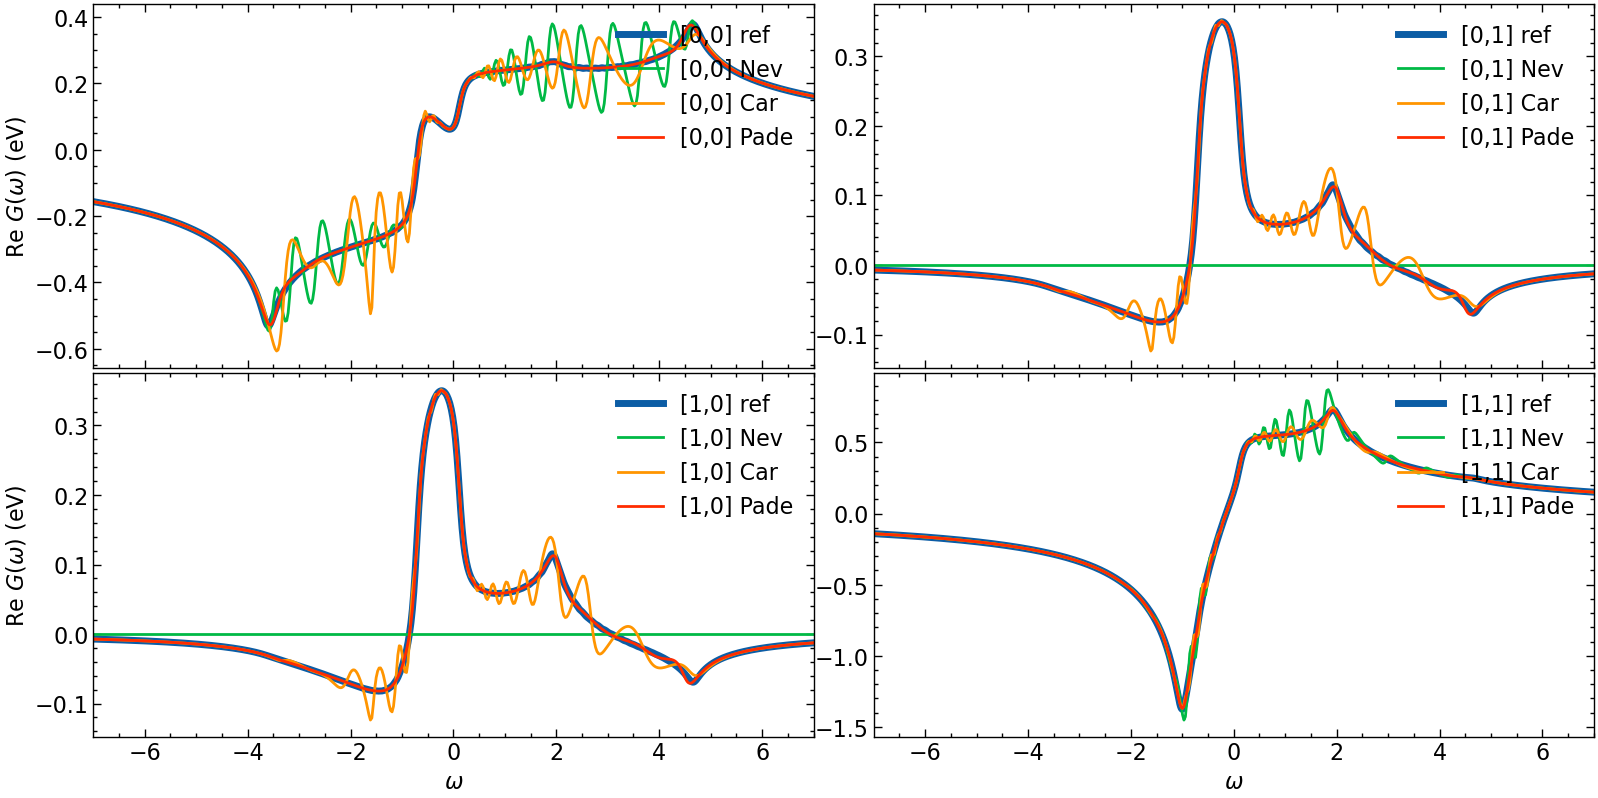 Re G(ω) (eV)
0.4
0.2
0.0
−0.2
−0.4
−0.6
[0,0] ref
[0,0] Nev
[0,0] Car
[0,0] Pade
0.3
0.2
0.1
0.0
−0.1
[0,1] ref
[0,1] Nev
[0,1] Car
[0,1] Pade
Re G(ω) (eV)
0.3
0.2
0.1
0.0
−0.1
[1,0] ref
[1,0] Nev
[1,0] Car
[1,0] Pade
−6 −4 −2 0 2 4 6
ω
0.5
0.0
−0.5
−1.0
−1.5
[1,1] ref
[1,1] Nev
[1,1] Car
[1,1] Pade
−6 −4 −2 0 2 4 6
ω